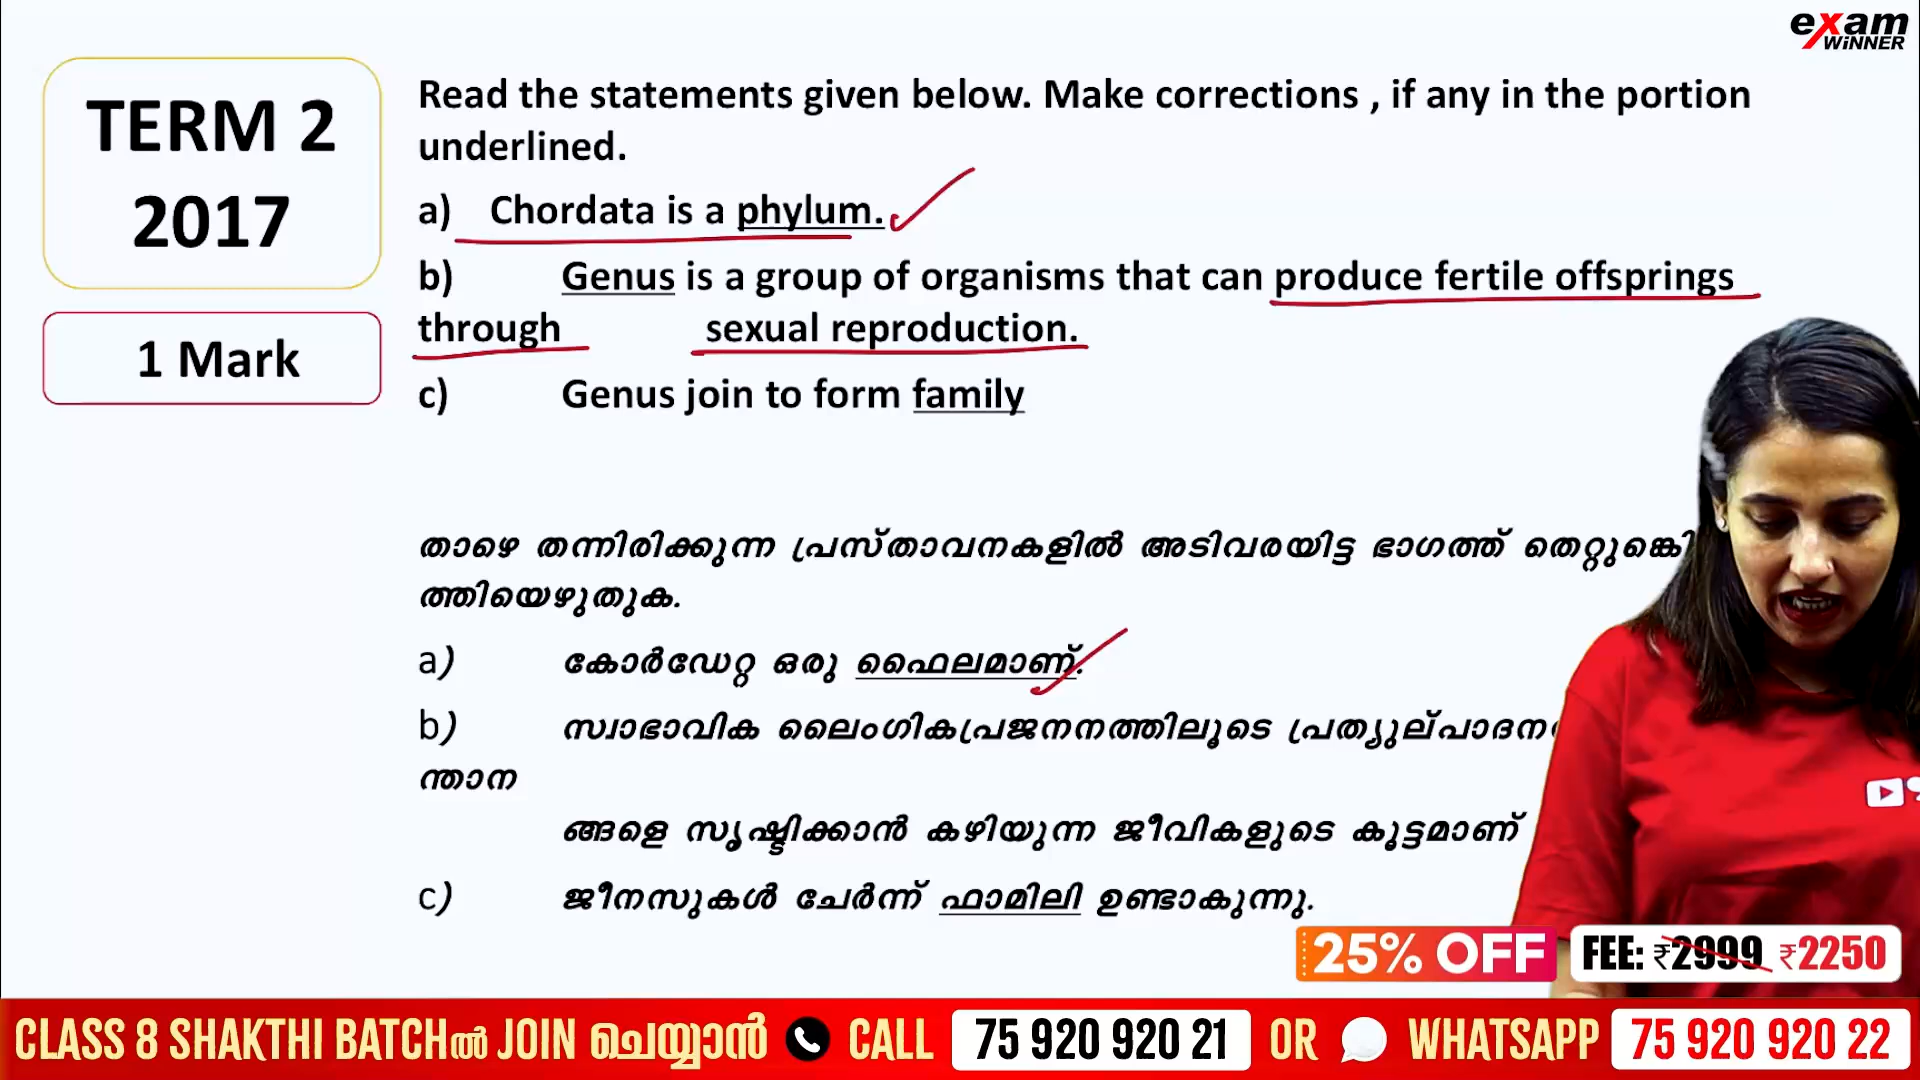 exam
WiNNER
TERM 2
2017
1 Mark
Read the statements given below. Make corrections , if any in the portion
underlined.
a) Chordata is a phylum.
b) Genus is a group of organisms that can produce fertile offsprings
through sexual reproduction.
c) Genus join to form family
താഴെ തന്നിരിക്കുന്ന പ്രസ്താവനകളിൽ അടിവരയിട്ട ഭാഗത്ത്
ത്തിയെഴുതുക.
a) കോർഡേറ്റ ഒരു ഫൈലമാണ്.
b) സ്വാഭാവിക ലൈംഗികപ്രജനനത്തിലൂടെ
ന്താന
ങ്ങളെ സൃഷ്ടിക്കാൻ കഴിയുന്ന ജീവികളുടെ കൂട്ടമാണ്
c) ജീനസുകൾ ചേർന്ന് ഫാമിലി ഉണ്ടാകുന്നു.
25% OFF FEE: ₹2999 ₹2250
CLASS 8 SHAKTHI BATCHൽ JOIN ചെയ്യാൻ CALL 75 920 920 21 OR WHATSAPP 75 920 920 22